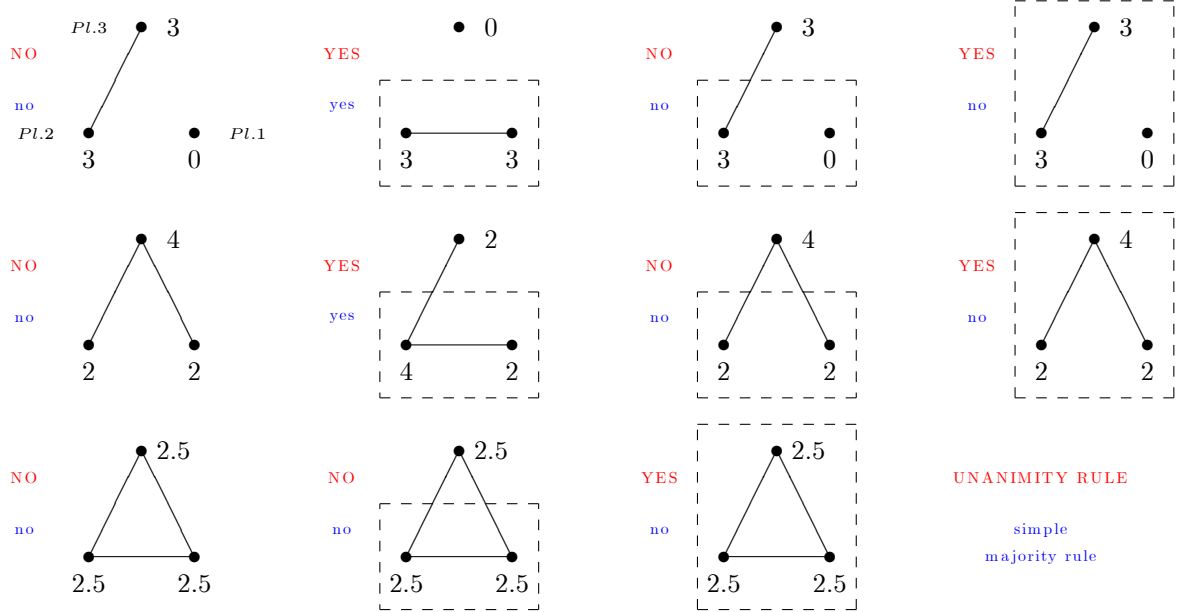 Pl.3 3 0 3 3
NO YES NO YES
no yes no no
Pl.2 Pl.1
3 0 3 3 3 0 3 0
4 2 4 4
NO YES NO YES
no yes no no
2 2 4 2 2 2 2 2
2.5 2.5 2.5
NO NO YES UNANIMITY RULE
no no no simple
majority rule
2.5 2.5 2.5 2.5 2.5 2.5